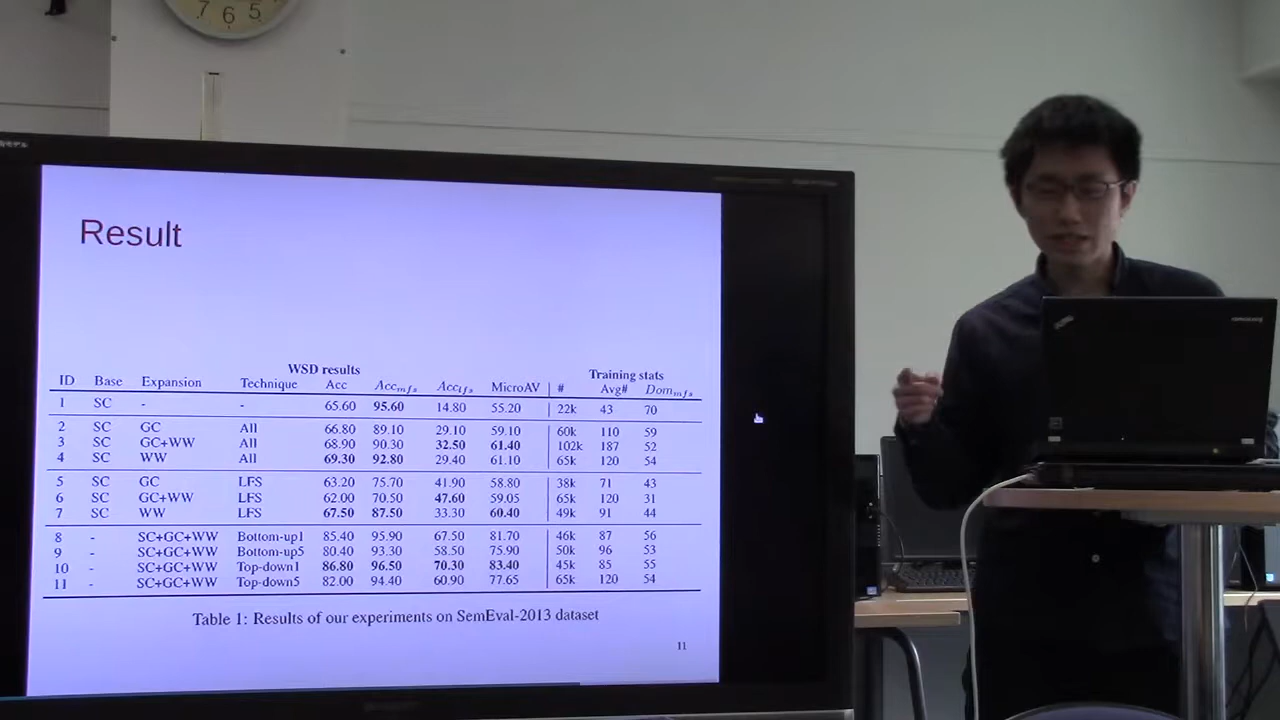 7 6 5
Result
WSD results Training stats
ID Base Expansion Technique Acc Acc_mfs Acc_lfs MicroAV # Avg# Dom_mfs
1 SC - - 65.60 95.60 14.80 55.20 22k 43 70
2 SC GC All 66.80 89.10 29.10 59.10 60k 110 59
3 SC GC+WW All 68.90 90.30 32.50 61.40 102k 187 52
4 SC WW All 69.30 92.80 29.40 61.10 65k 120 54
5 SC GC LFS 63.20 75.70 41.90 58.80 38k 71 43
6 SC GC+WW LFS 62.00 70.50 47.60 59.05 65k 120 31
7 SC WW LFS 67.50 87.50 33.30 60.40 49k 91 44
8 - SC+GC+WW Bottom-up1 85.40 95.90 67.50 81.70 46k 87 56
9 - SC+GC+WW Bottom-up5 80.40 93.30 58.50 75.90 50k 96 53
10 - SC+GC+WW Top-down1 86.80 96.50 70.30 83.40 45k 85 55
11 - SC+GC+WW Top-down5 82.00 94.40 60.90 77.65 65k 120 54
Table 1: Results of our experiments on SemEval-2013 dataset
11